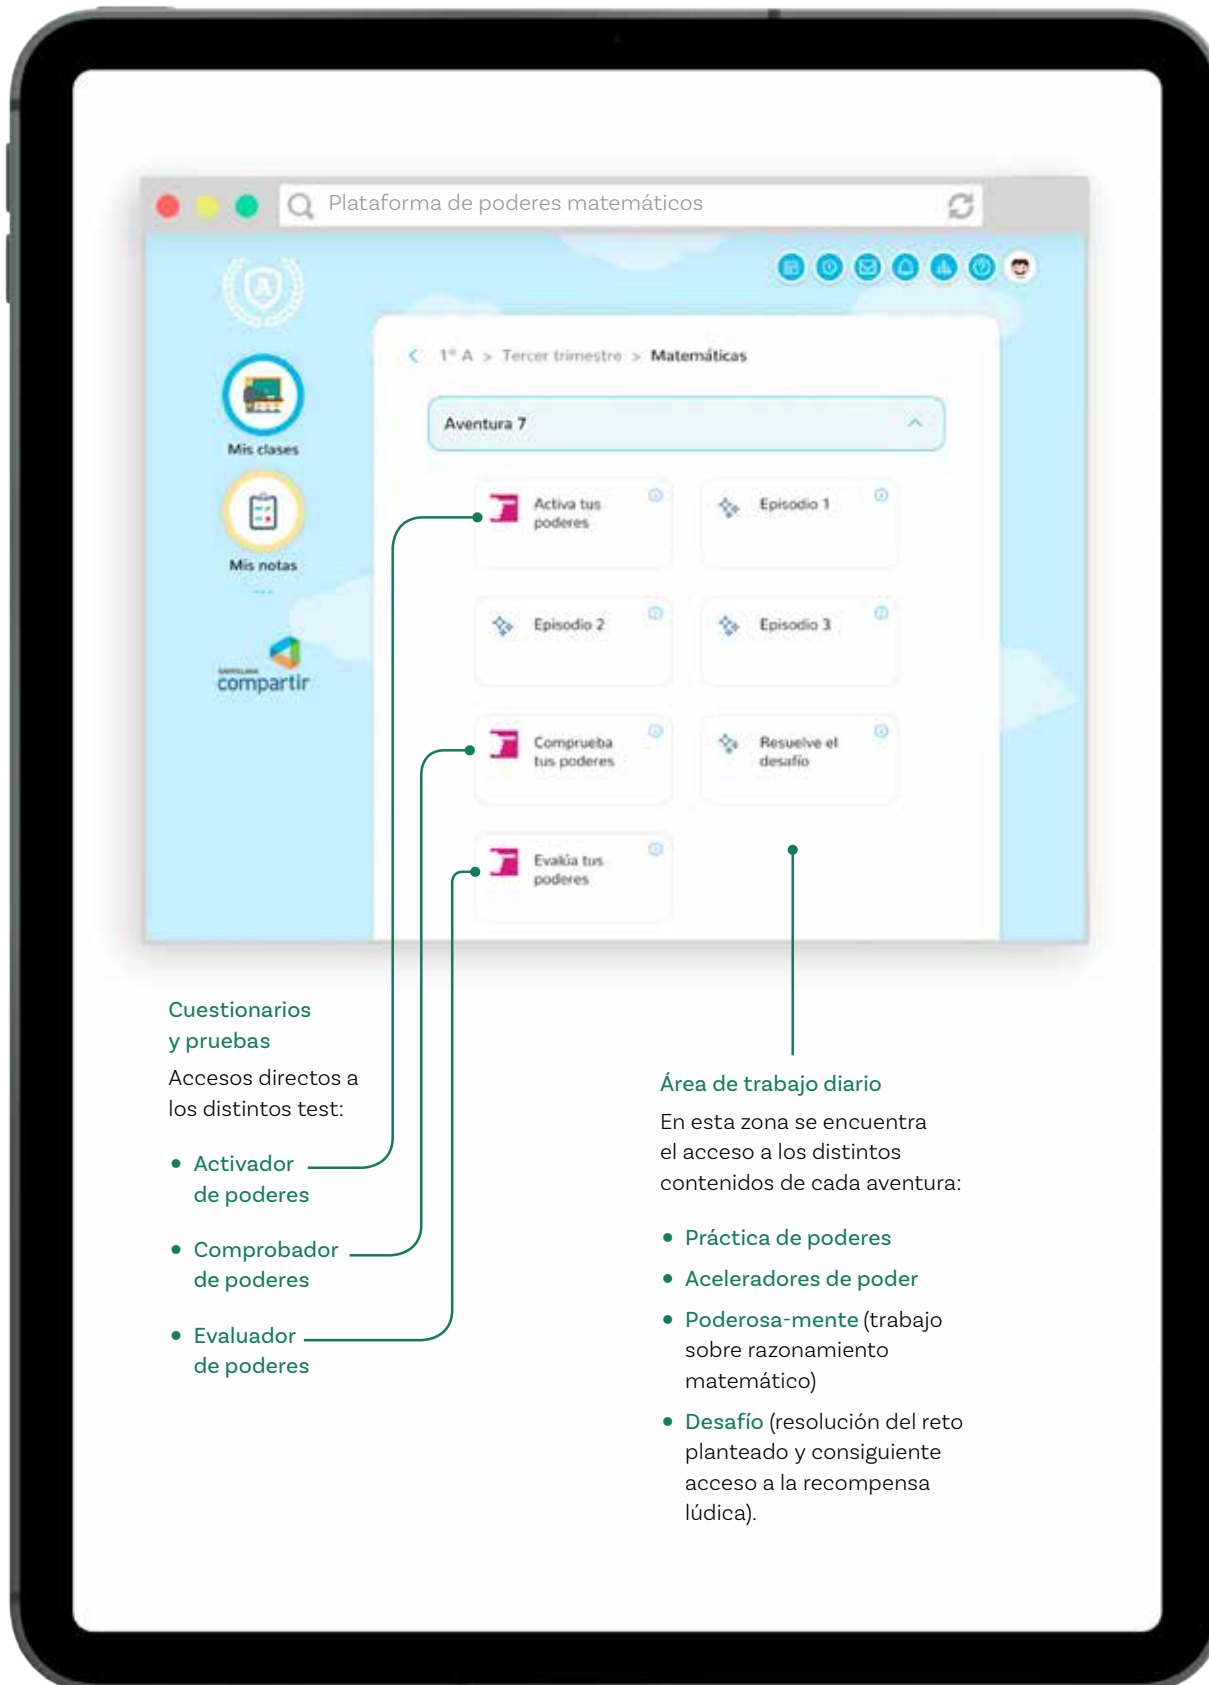 Plataforma de poderes matemáticos
A
1º A > Tercer trimestre > Matemáticas
Mis clases
Aventura 7
Activa tus
poderes
Episodio 1
Mis notas
Episodio 2
Episodio 3
SANTILLANA
compartir
Comprueba
tus poderes
Resuelve el
desafío
Evalúa tus
poderes
Cuestionarios
y pruebas
Accesos directos a
los distintos test:
• Activador
de poderes
• Comprobador
de poderes
• Evaluador
de poderes
Área de trabajo diario
En esta zona se encuentra
el acceso a los distintos
contenidos de cada aventura:
• Práctica de poderes
• Aceleradores de poder
• Poderosa-mente (trabajo
sobre razonamiento
matemático)
• Desafío (resolución del reto
planteado y consiguiente
acceso a la recompensa
lúdica).